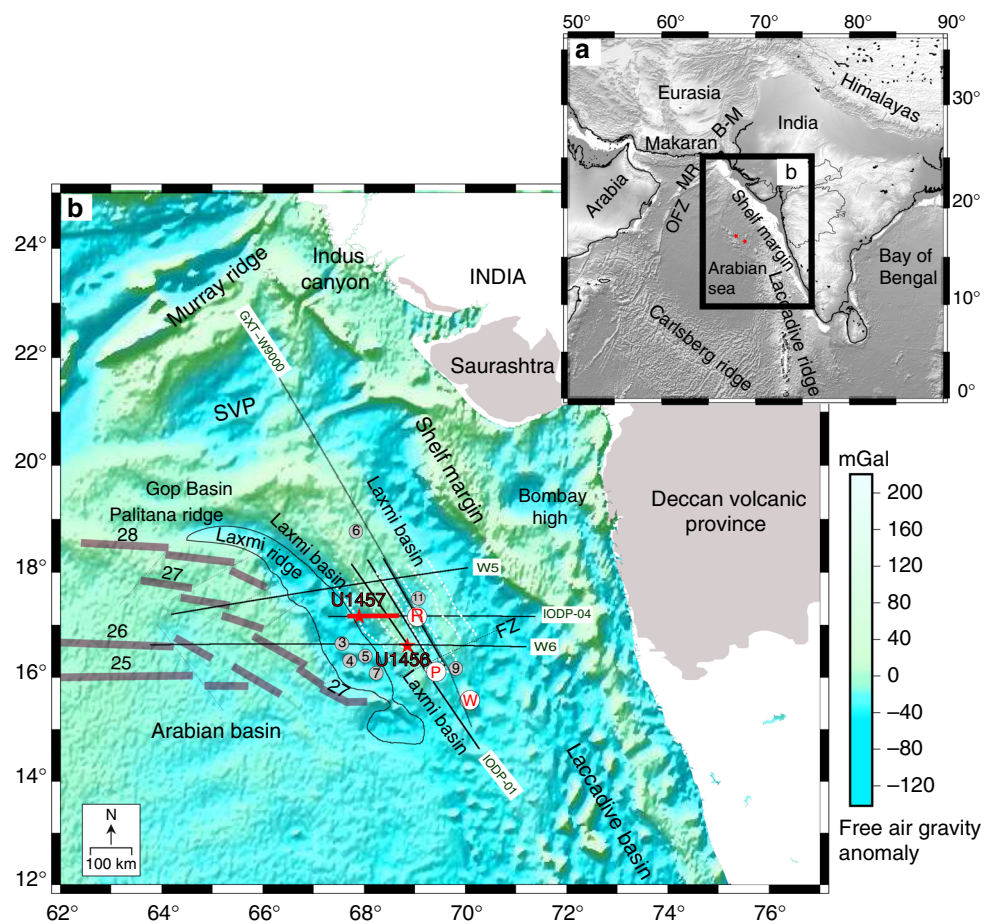 50° 60° 70° 80° 90°
a
Eurasia
Himalayas
B-M
India
Makaran
30°
Arabia
MR
OFZ
b
Shelf margin
20°
Arabian
sea
Bay of
Bengal
10°
Carlsberg ridge
Laccadive ridge
0°
b
24°
Murray ridge
Indus
canyon
INDIA
GXT–W9000
22°
Saurashtra
SVP
Shelf margin
20°
Gop Basin
Palitana ridge
Laxmi basin
Bombay
high
Deccan volcanic
province
mGal
200
160
120
80
40
0
−40
−80
−120
Free air gravity
anomaly
28
Laxmi ridge
Laxmi basin
6
18°
27
W5
U1457
11
R
IODP-04
26
FZ
3
W6
U1456
4
5
7
P
9
16°
25
27
W
Laxmi basin
Arabian basin
IODP-01
14°
Laccadive basin
N
100 km
12°
62° 64° 66° 68° 70° 72° 74° 76°